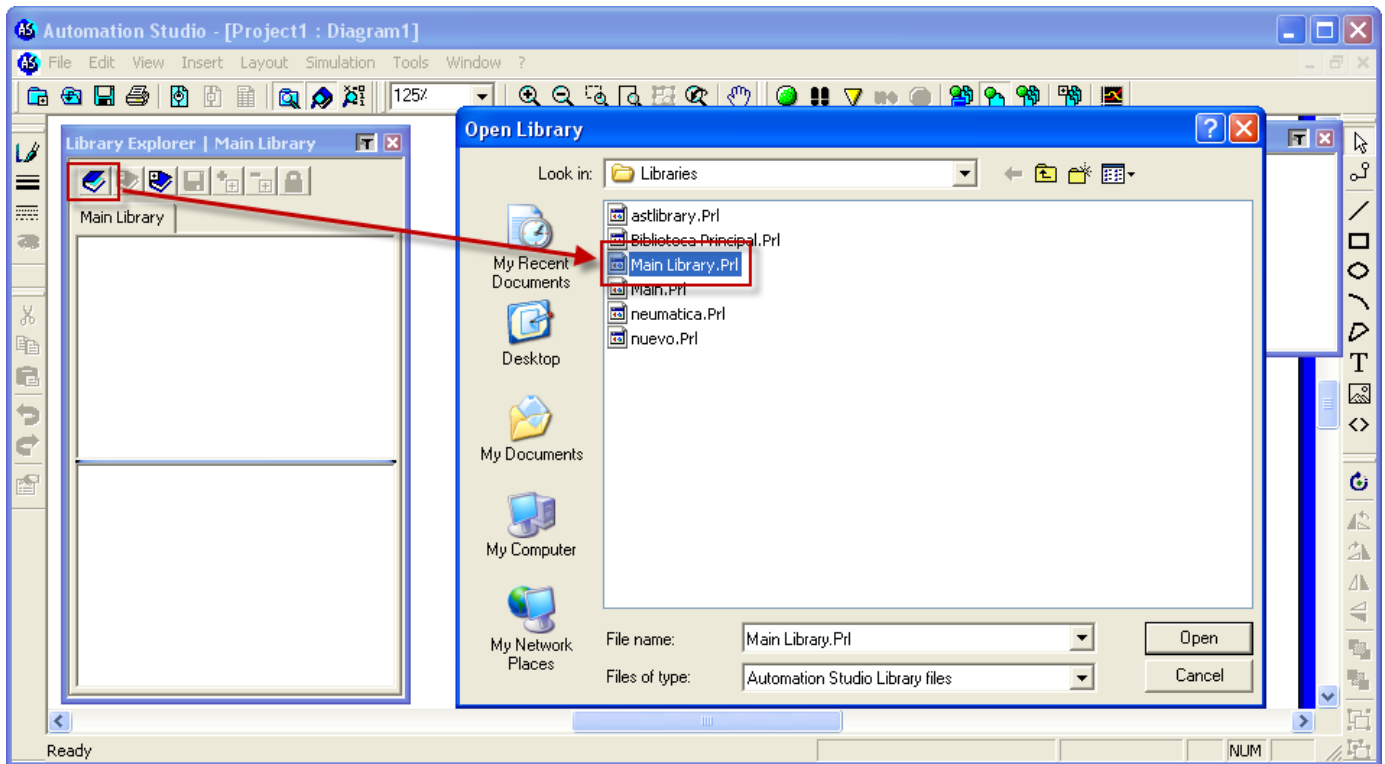 Automation Studio - [Project1 : Diagram1]
File Edit View Insert Layout Simulation Tools Window ?
125%
Library Explorer | Main Library
Main Library
Open Library
Look in: Libraries
My Recent Documents
Desktop
My Documents
My Computer
My Network Places
astlibrary.Prl
Biblioteca Principal.Prl
Main Library.Prl
Main.Prl
neumatica.Prl
nuevo.Prl
File name: Main Library.Prl Open
Files of type: Automation Studio Library files Cancel
T
Ready NUM